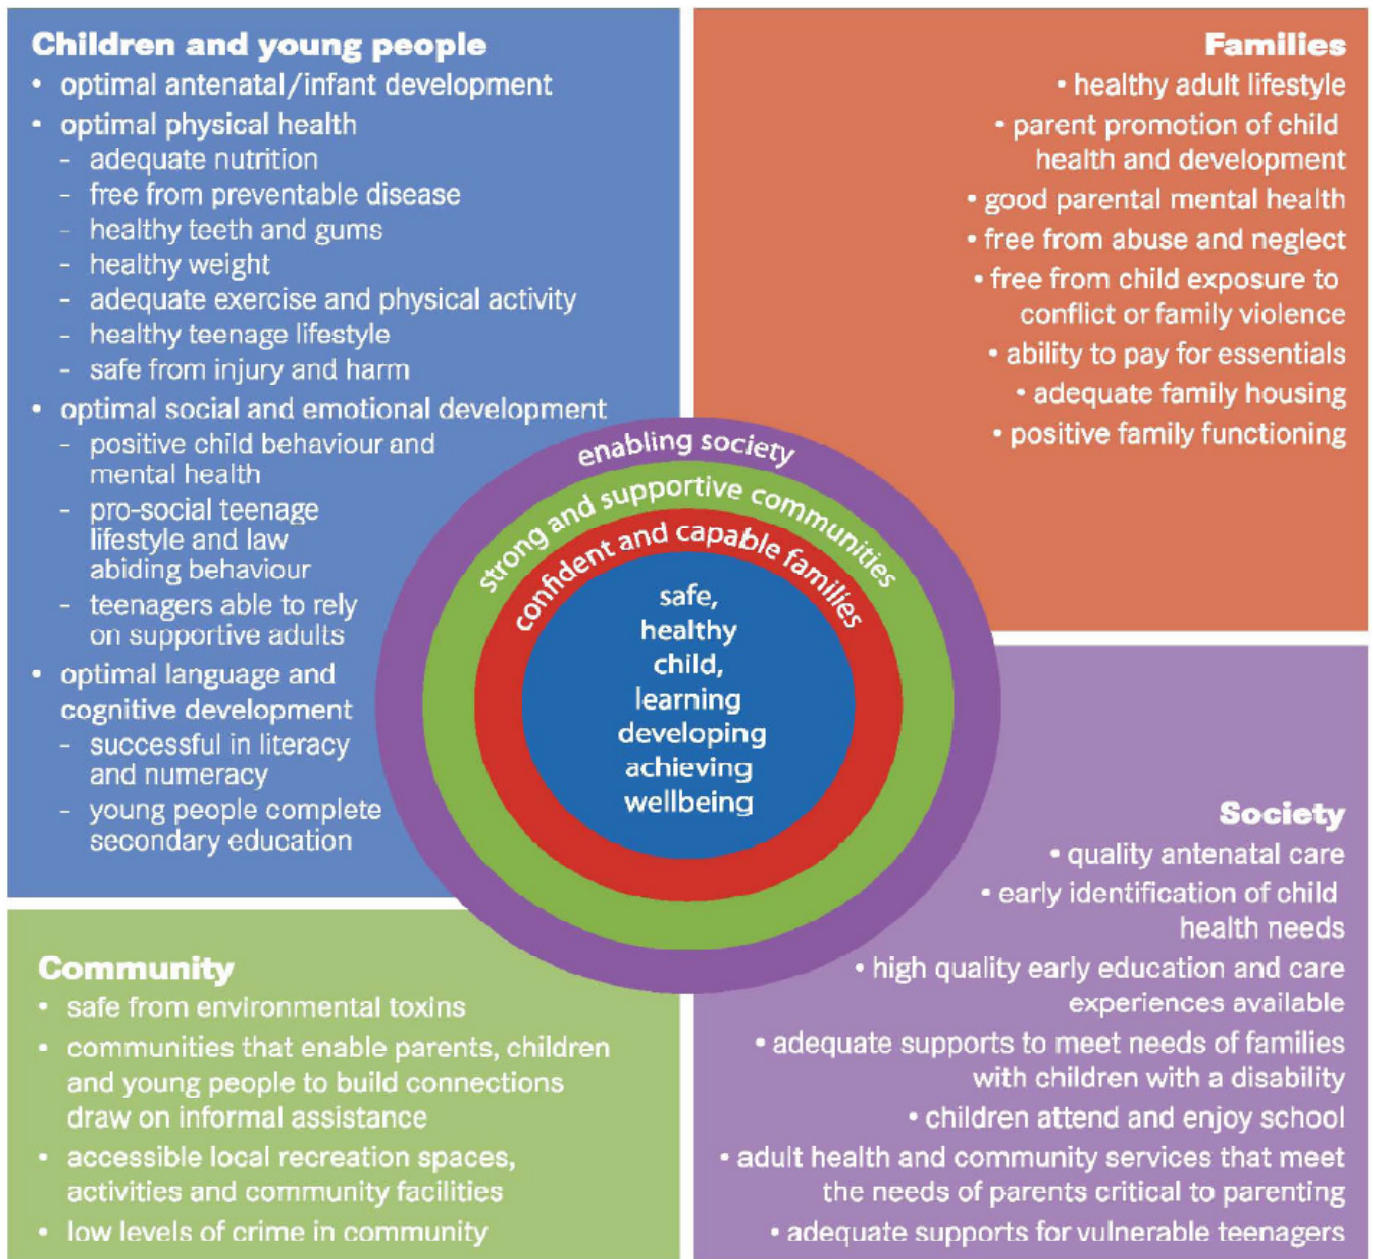 Children and young people
• optimal antenatal/infant development
• optimal physical health
- adequate nutrition
- free from preventable disease
- healthy teeth and gums
- healthy weight
- adequate exercise and physical activity
- healthy teenage lifestyle
- safe from injury and harm
• optimal social and emotional development
- positive child behaviour and
mental health
- pro-social teenage
lifestyle and law
abiding behaviour
- teenagers able to rely
on supportive adults
• optimal language and
cognitive development
- successful in literacy
and numeracy
- young people complete
secondary education
Families
• healthy adult lifestyle
• parent promotion of child
health and development
• good parental mental health
• free from abuse and neglect
• free from child exposure to
conflict or family violence
• ability to pay for essentials
• adequate family housing
• positive family functioning
enabling society
strong and supportive communities
confident and capable families
safe,
healthy
child,
learning
developing
achieving
wellbeing
Community
• safe from environmental toxins
• communities that enable parents, children
and young people to build connections
draw on informal assistance
• accessible local recreation spaces,
activities and community facilities
• low levels of crime in community
Society
• quality antenatal care
• early identification of child
health needs
• high quality early education and care
experiences available
• adequate supports to meet needs of families
with children with a disability
• children attend and enjoy school
• adult health and community services that meet
the needs of parents critical to parenting
• adequate supports for vulnerable teenagers